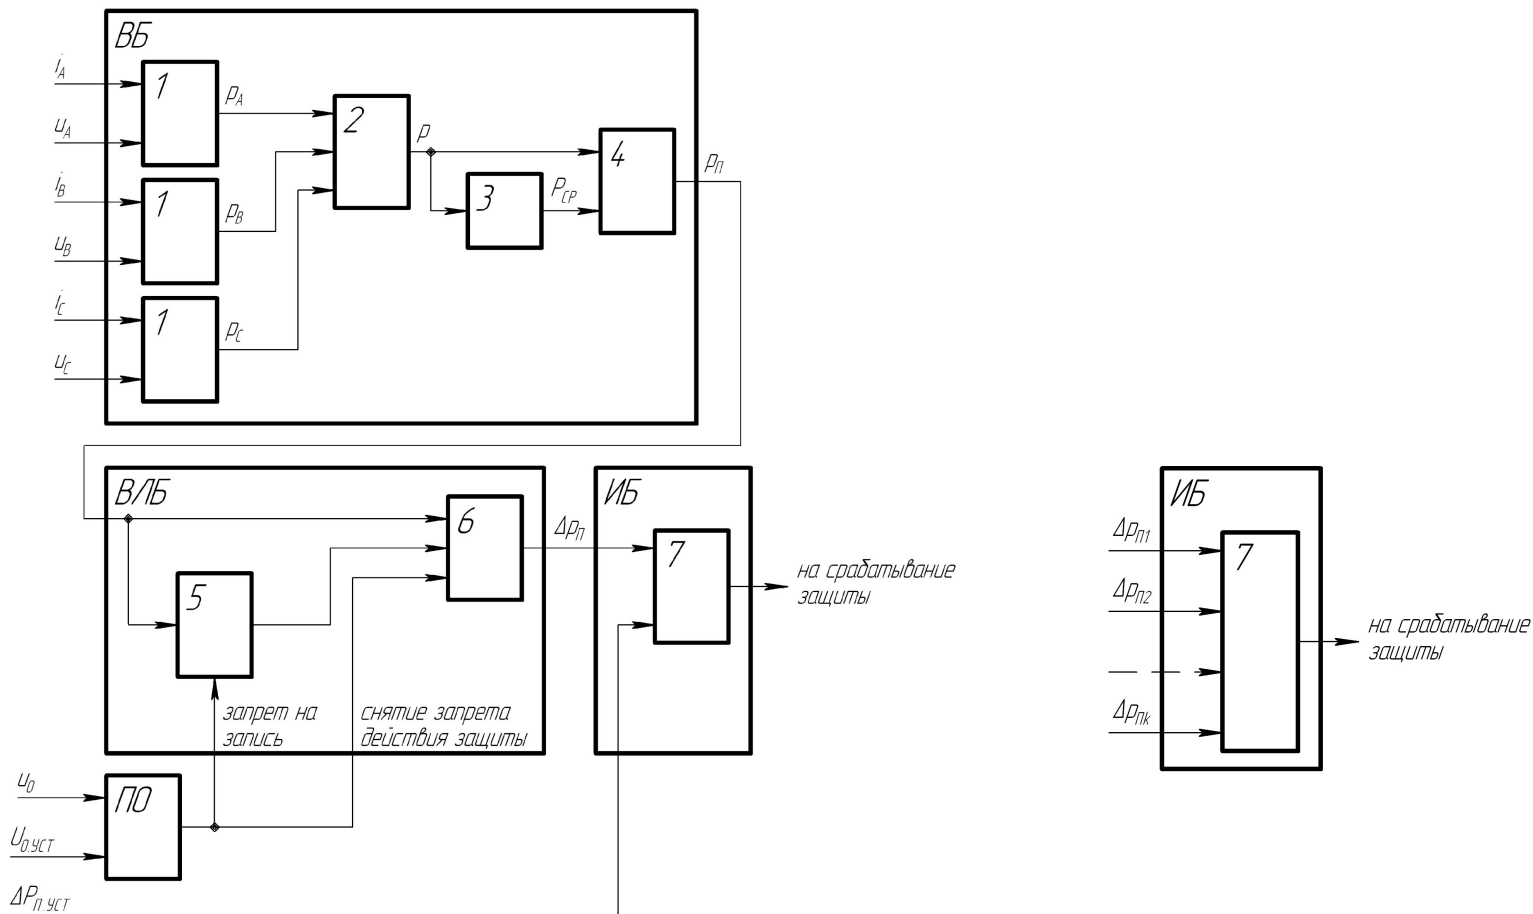 ВБ
i_A
1
p_A
u_A
2
p
4
p_П
i_B
1
p_B
3
P_СР
u_B
i_C
1
p_C
u_C
ВЛБ
6
Δp_П
ИБ
7
на срабатывание
защиты
5
запрет на
запись
снятие запрета
действия защиты
u_0
ПО
U_0.УСТ
ΔP_П.УСТ
ИБ
Δp_П1
7
Δp_П2
на срабатывание
защиты
Δp_Пk